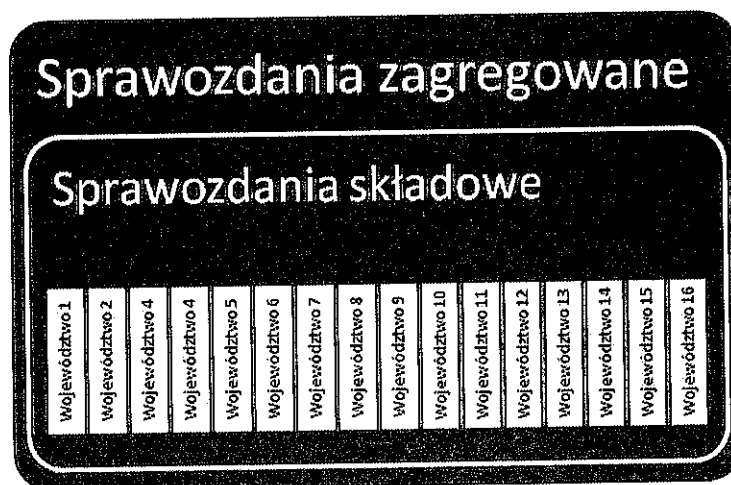 Sprawozdania zagregowane
Sprawozdania składowe
Województwo 1
Województwo 2
Województwo 4
Województwo 4
Województwo 5
Województwo 6
Województwo 7
Województwo 8
Województwo 9
Województwo 10
Województwo 11
Województwo 12
Województwo 13
Województwo 14
Województwo 15
Województwo 16